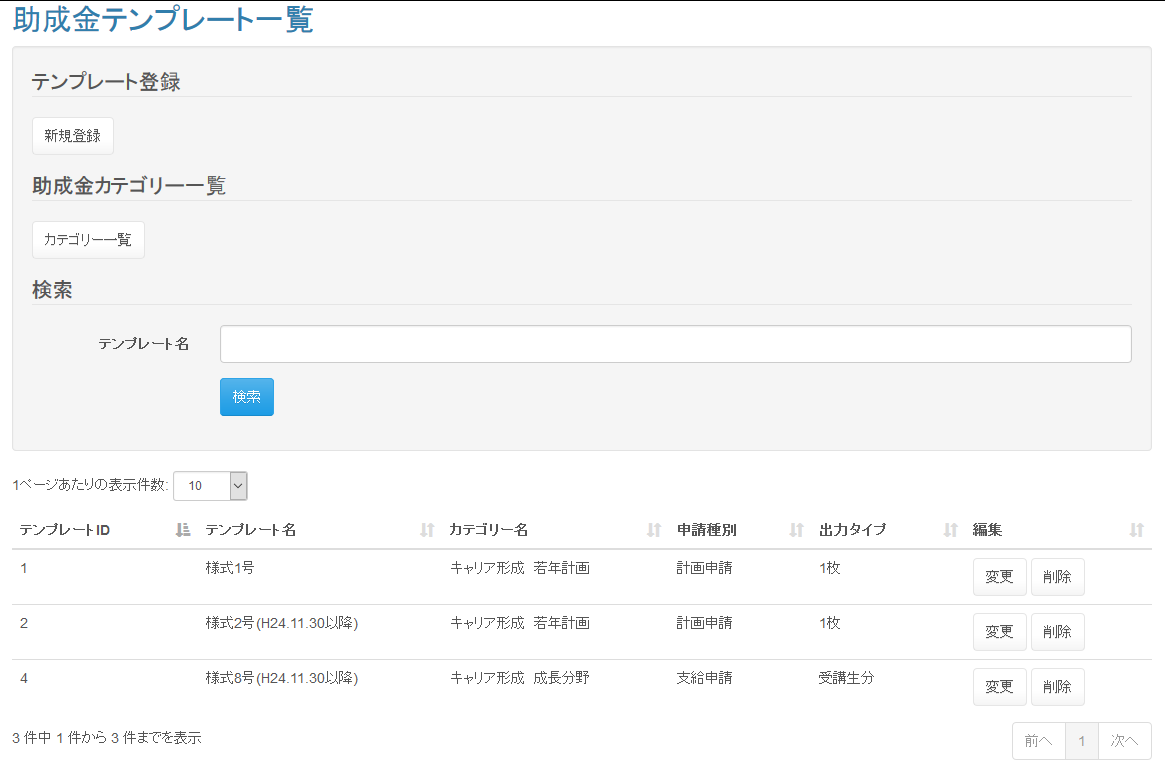 助成金テンプレート一覧
テンプレート登録
新規登録
助成金カテゴリー一覧
カテゴリー一覧
検索
テンプレート名
検索
1ページあたりの表示件数: 10
テンプレートID テンプレート名 カテゴリー名 申請種別 出力タイプ 編集
1 様式1号 キャリア形成 若年計画 計画申請 1枚 変更 削除
2 様式2号(H24.11.30以降) キャリア形成 若年計画 計画申請 1枚 変更 削除
4 様式8号(H24.11.30以降) キャリア形成 成長分野 支給申請 受講生分 変更 削除
3 件中 1 件から 3 件までを表示 前へ 1 次へ